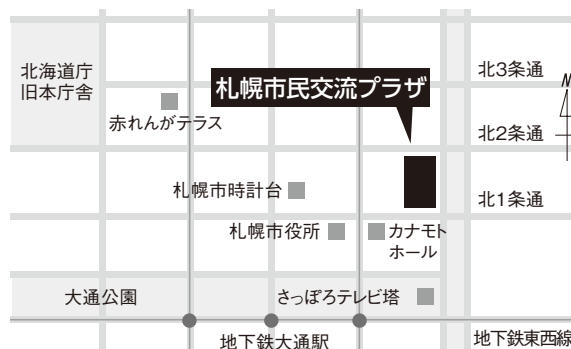 北海道庁
旧本庁舎
北3条通
札幌市民交流プラザ
赤れんがテラス
北2条通
N
札幌市時計台
北1条通
札幌市役所
カナモト
ホール
大通公園
さっぽろテレビ塔
地下鉄大通駅
地下鉄東西線